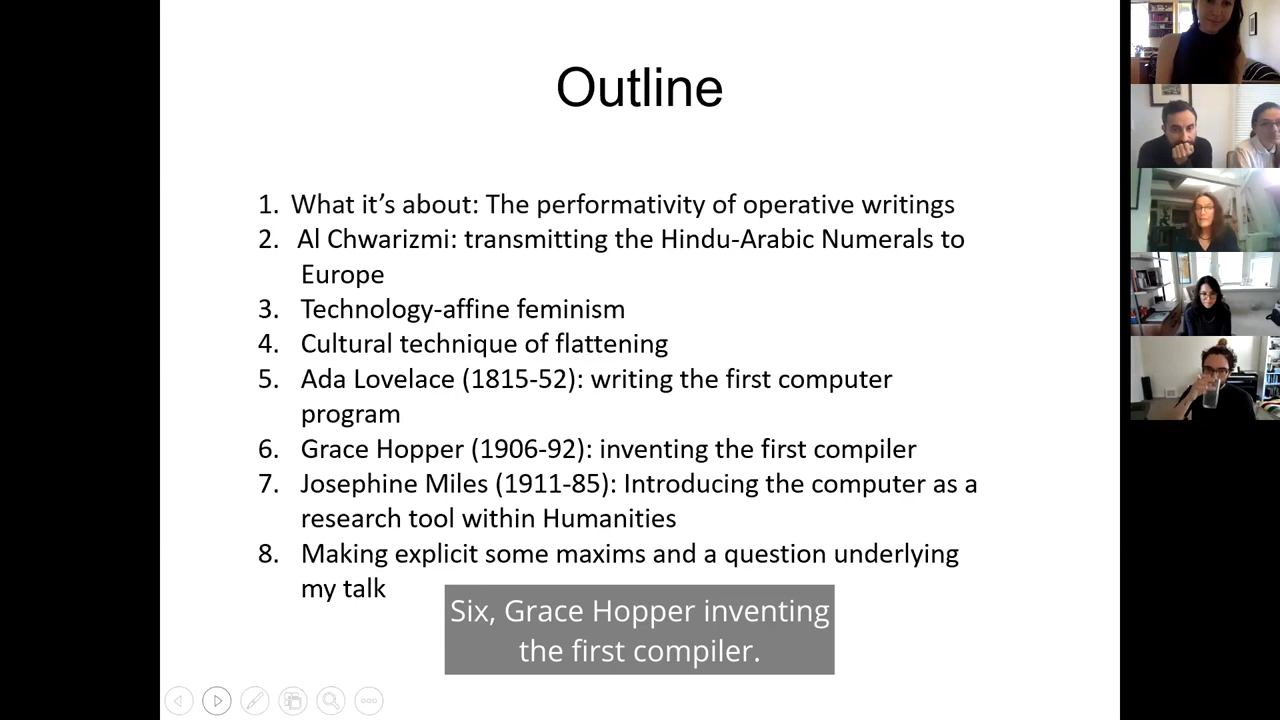 Outline
1. What it’s about: The performativity of operative writings
2. Al Chwarizmi: transmitting the Hindu-Arabic Numerals to
Europe
3. Technology-affine feminism
4. Cultural technique of flattening
5. Ada Lovelace (1815-52): writing the first computer
program
6. Grace Hopper (1906-92): inventing the first compiler
7. Josephine Miles (1911-85): Introducing the computer as a
research tool within Humanities
8. Making explicit some maxims and a question underlying
my talk
Six, Grace Hopper inventing
the first compiler.